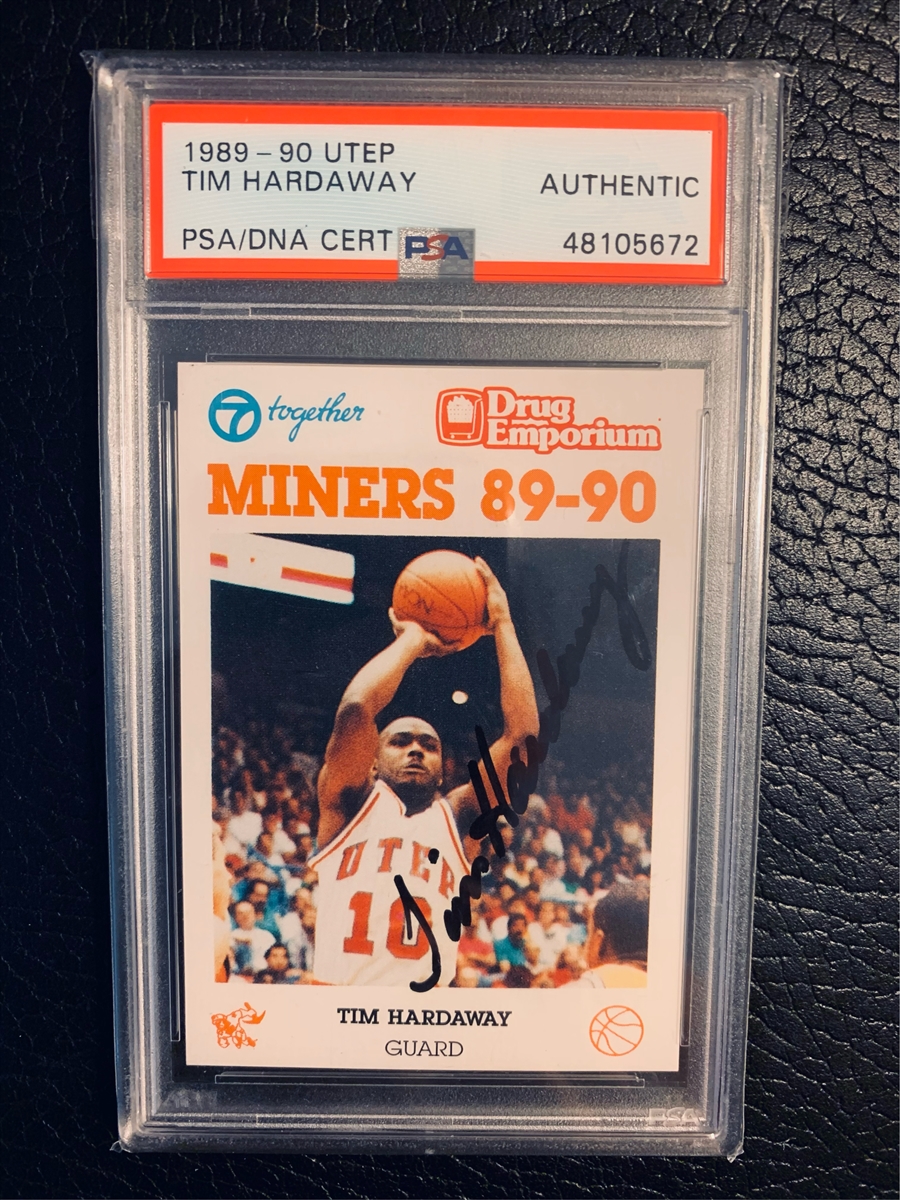 1989-90 UTEP
TIM HARDAWAY AUTHENTIC
PSA/DNA CERT PSA 48105672
7 together Drug Emporium
MINERS 89-90
UTEP
10
Tim Hardaway
TIM HARDAWAY
GUARD